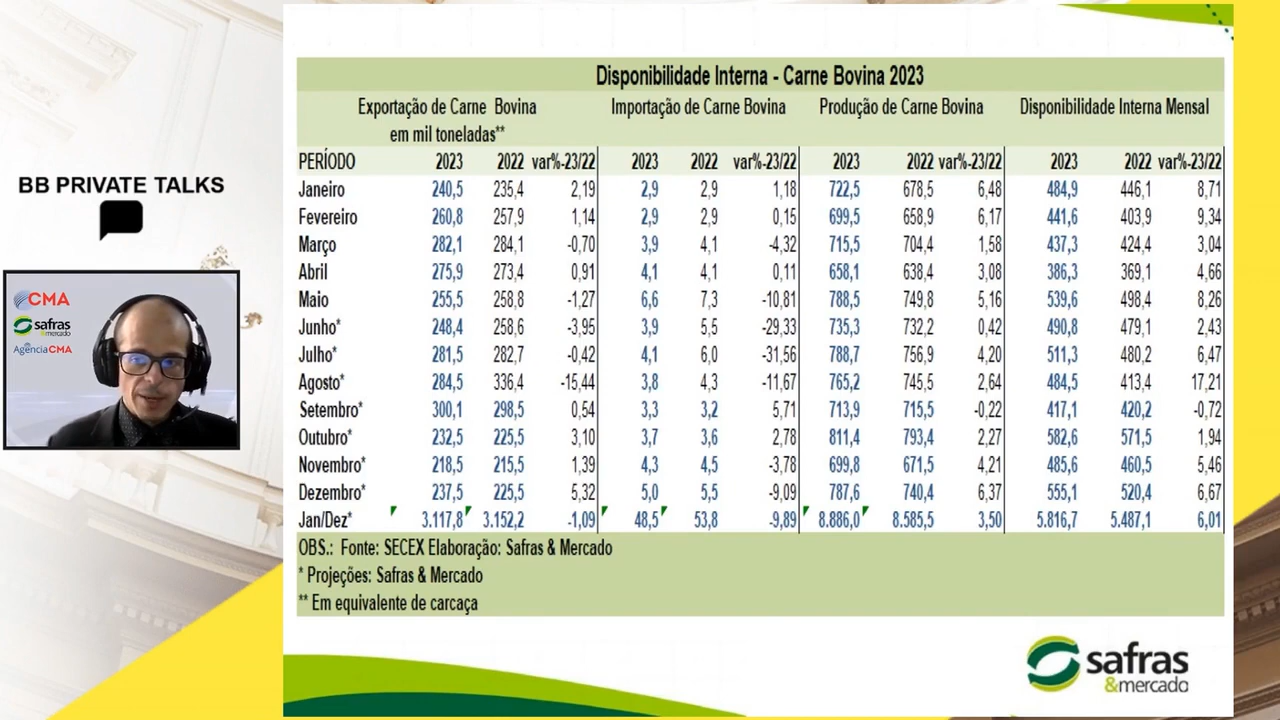 BB PRIVATE TALKS
CMA
safras
&mercado
AgênciaCMA
Disponibilidade Interna - Carne Bovina 2023
Exportação de Carne Bovina Importação de Carne Bovina Produção de Carne Bovina Disponibilidade Interna Mensal
em mil toneladas**
PERÍODO 2023 2022 var%-23/22 2023 2022 var%-23/22 2023 2022 var%-23/22 2023 2022 var%-23/22
Janeiro 240,5 235,4 2,19 2,9 2,9 1,18 722,5 678,5 6,48 484,9 446,1 8,71
Fevereiro 260,8 257,9 1,14 2,9 2,9 0,15 699,5 658,9 6,17 441,6 403,9 9,34
Março 282,1 284,1 -0,70 3,9 4,1 -4,32 715,5 704,4 1,58 437,3 424,4 3,04
Abril 275,9 273,4 0,91 4,1 4,1 0,11 658,1 638,4 3,08 386,3 369,1 4,66
Maio 255,5 258,8 -1,27 6,6 7,3 -10,81 788,5 749,8 5,16 539,6 498,4 8,26
Junho* 248,4 258,6 -3,95 3,9 5,5 -29,33 735,3 732,2 0,42 490,8 479,1 2,43
Julho* 281,5 282,7 -0,42 4,1 6,0 -31,56 788,7 756,9 4,20 511,3 480,2 6,47
Agosto* 284,5 336,4 -15,44 3,8 4,3 -11,67 765,2 745,5 2,64 484,5 413,4 17,21
Setembro* 300,1 298,5 0,54 3,3 3,2 5,71 713,9 715,5 -0,22 417,1 420,2 -0,72
Outubro* 232,5 225,5 3,10 3,7 3,6 2,78 811,4 793,4 2,27 582,6 571,5 1,94
Novembro* 218,5 215,5 1,39 4,3 4,5 -3,78 699,8 671,5 4,21 485,6 460,5 5,46
Dezembro* 237,5 225,5 5,32 5,0 5,5 -9,09 787,6 740,4 6,37 555,1 520,4 6,67
Jan/Dez* 3.117,8 3.152,2 -1,09 48,5 53,8 -9,89 8.886,0 8.585,5 3,50 5.816,7 5.487,1 6,01
OBS.: Fonte: SECEX Elaboração: Safras & Mercado
* Projeções: Safras & Mercado
** Em equivalente de carcaça
safras
&mercado